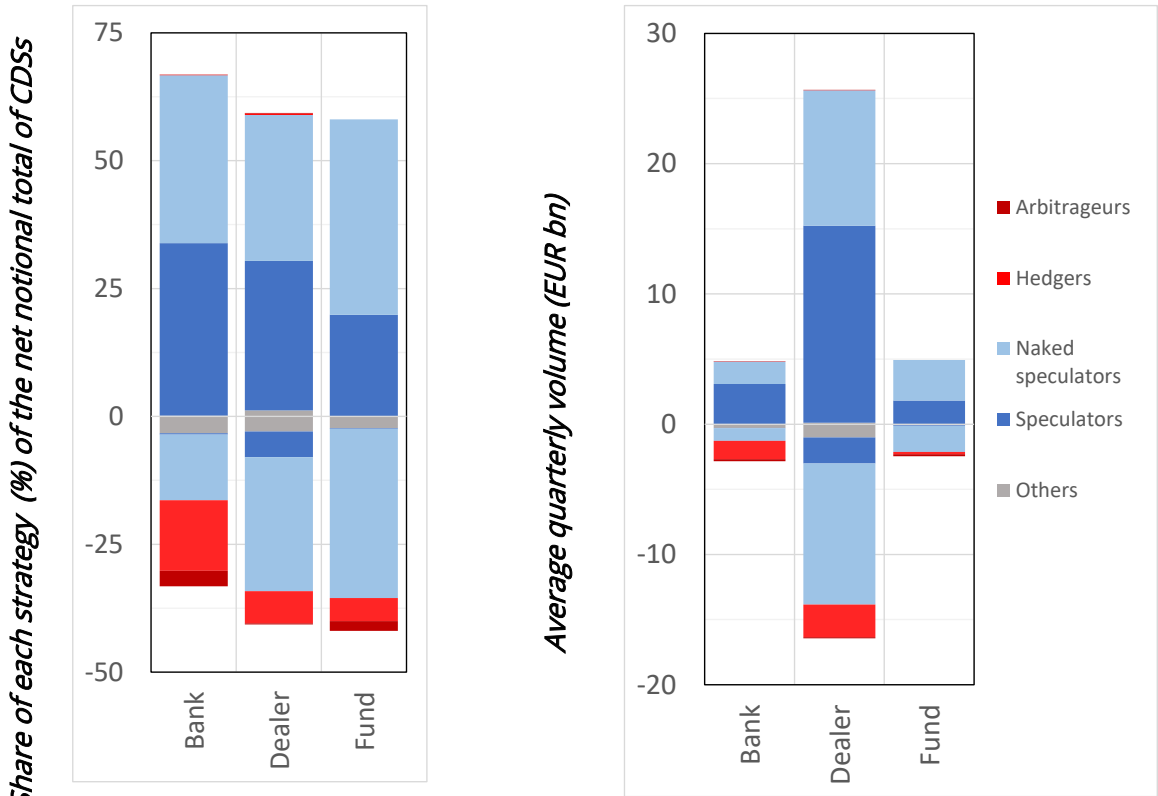 Share of each strategy (%) of the net notional total of CDSs
75
50
25
0
-25
-50
Bank
Dealer
Fund
Average quarterly volume (EUR bn)
30
20
10
0
-10
-20
Bank
Dealer
Fund
Arbitrageurs
Hedgers
Naked
speculators
Speculators
Others